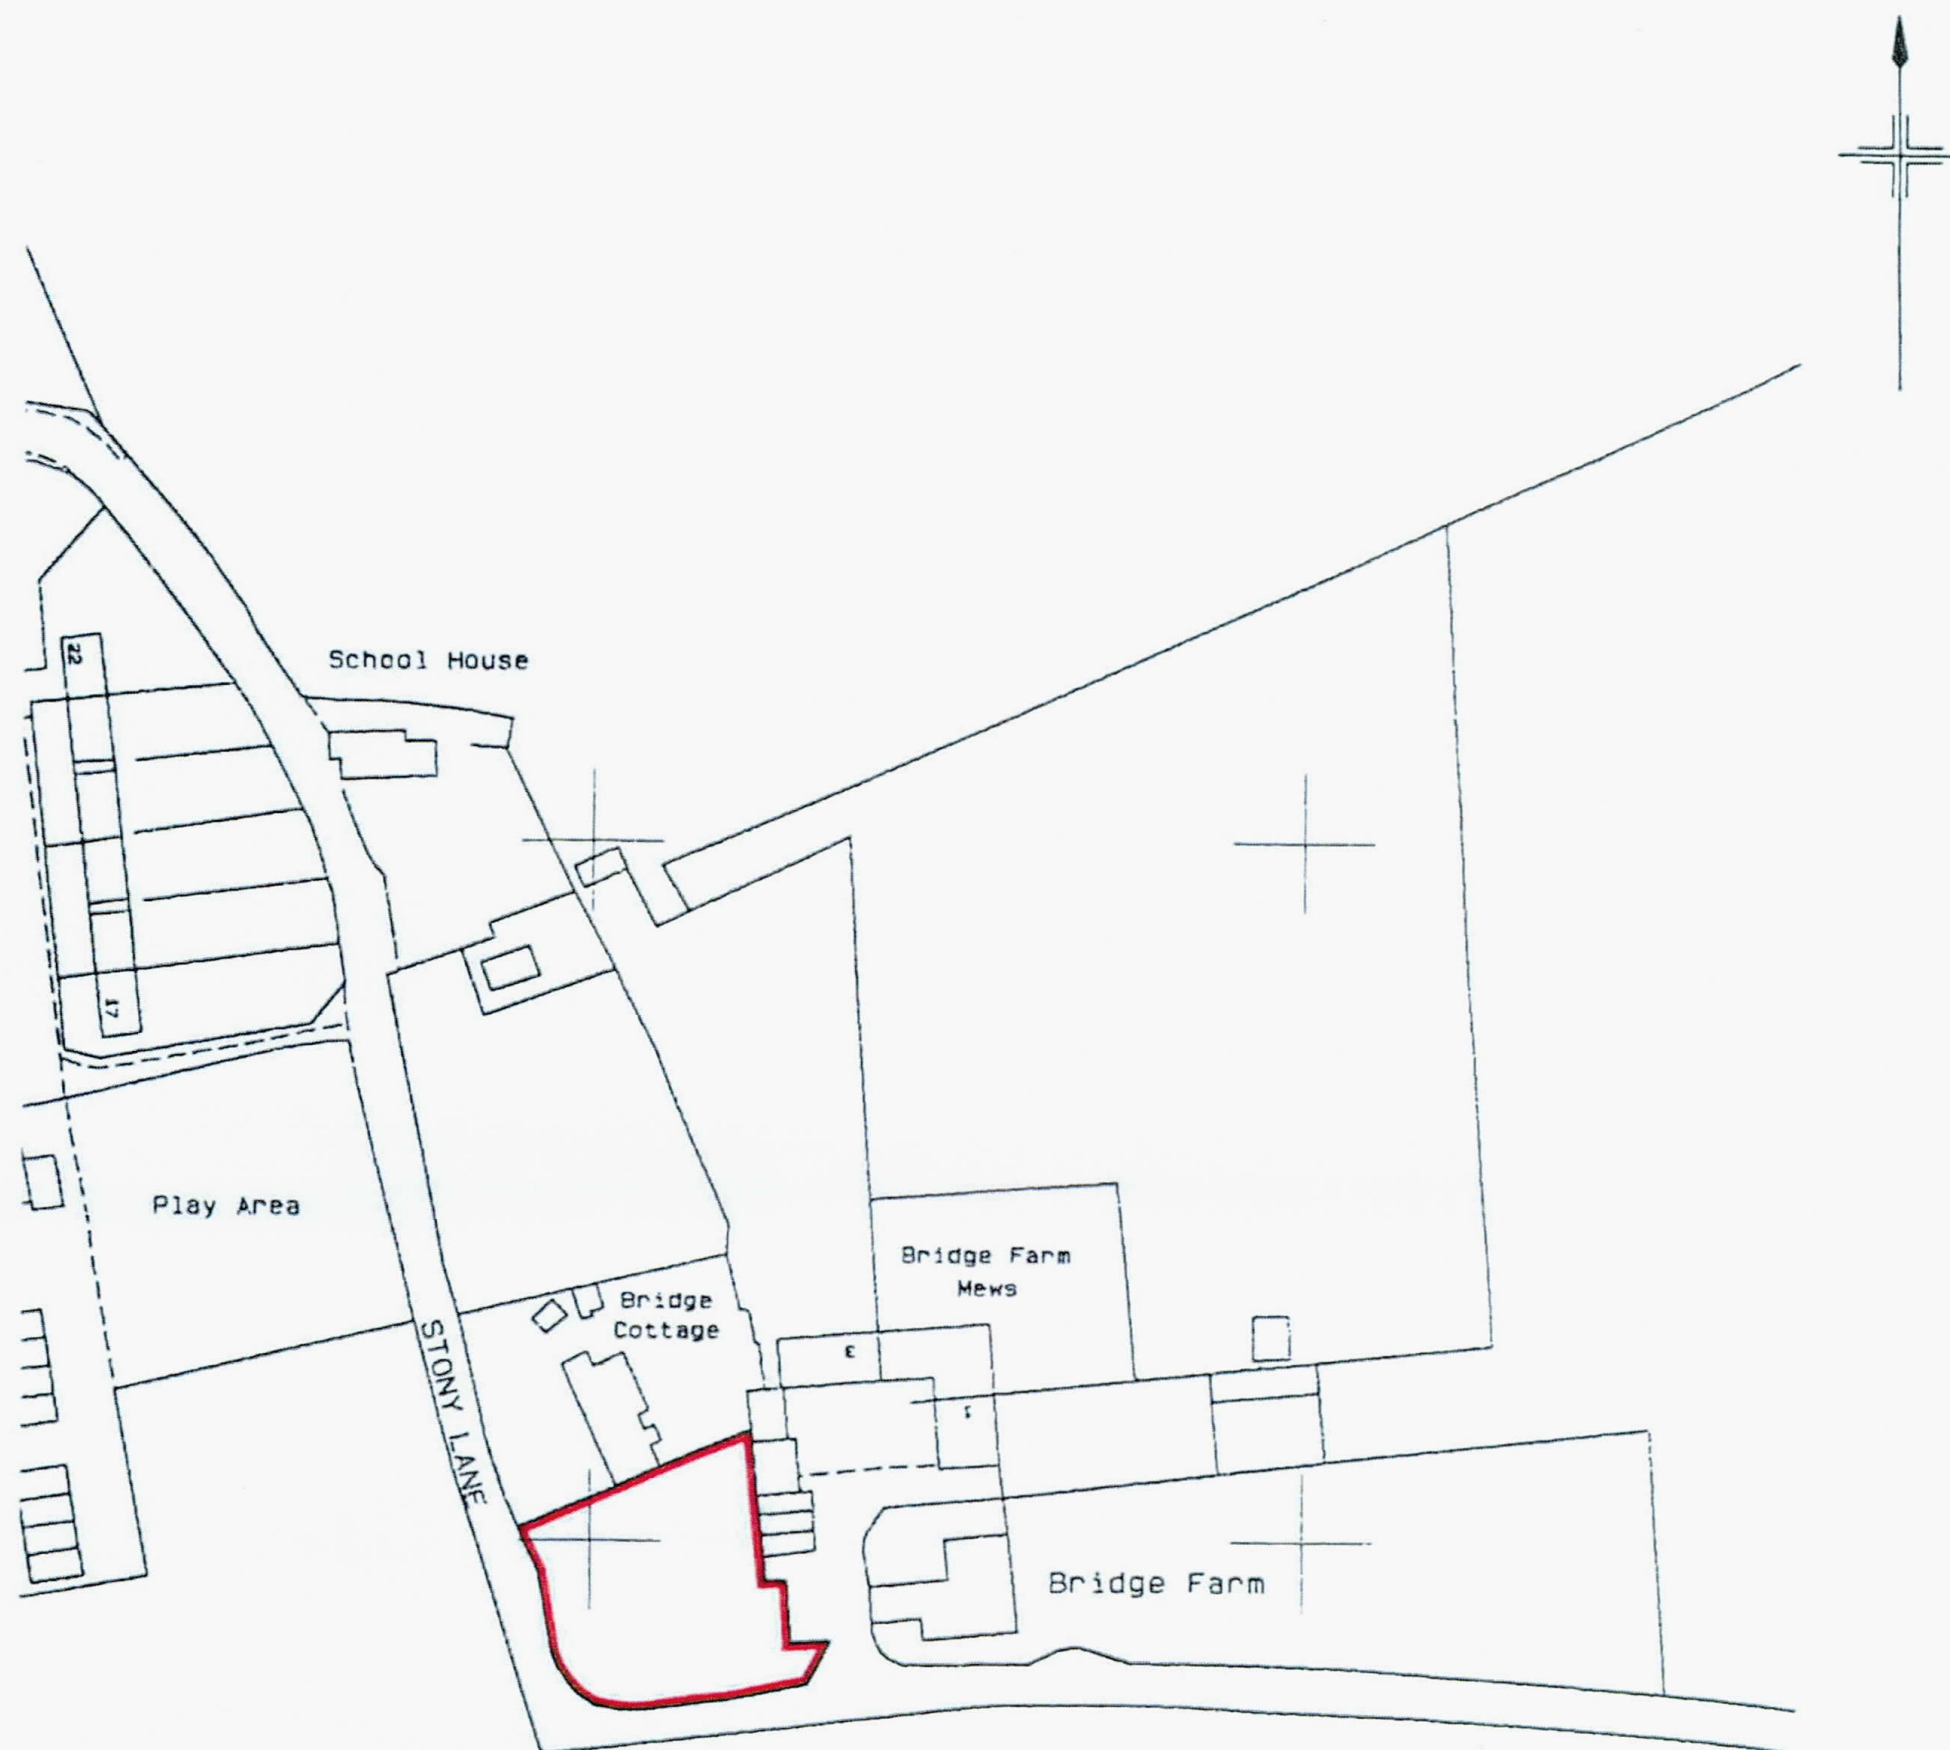 School House
22
17
Play Area
Bridge Farm
Mews
Bridge
Cottage
3
1
STONY LANE
Bridge Farm